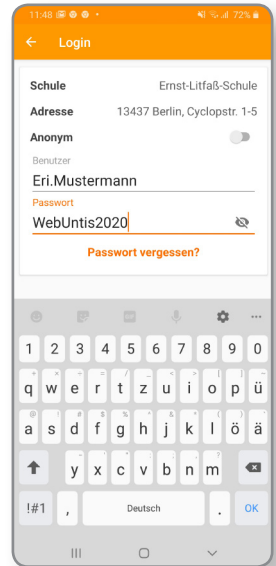 11:48 72%
Login
Schule Ernst-Litfaß-Schule
Adresse 13437 Berlin, Cyclopstr. 1-5
Anonym
Benutzer
Eri.Mustermann
Passwort
WebUntis2020
Passwort vergessen?
1 2 3 4 5 6 7 8 9 0
q w e r t z u i o p ü
a s d f g h j k l ö ä
y x c v b n m
!#1 , Deutsch . OK